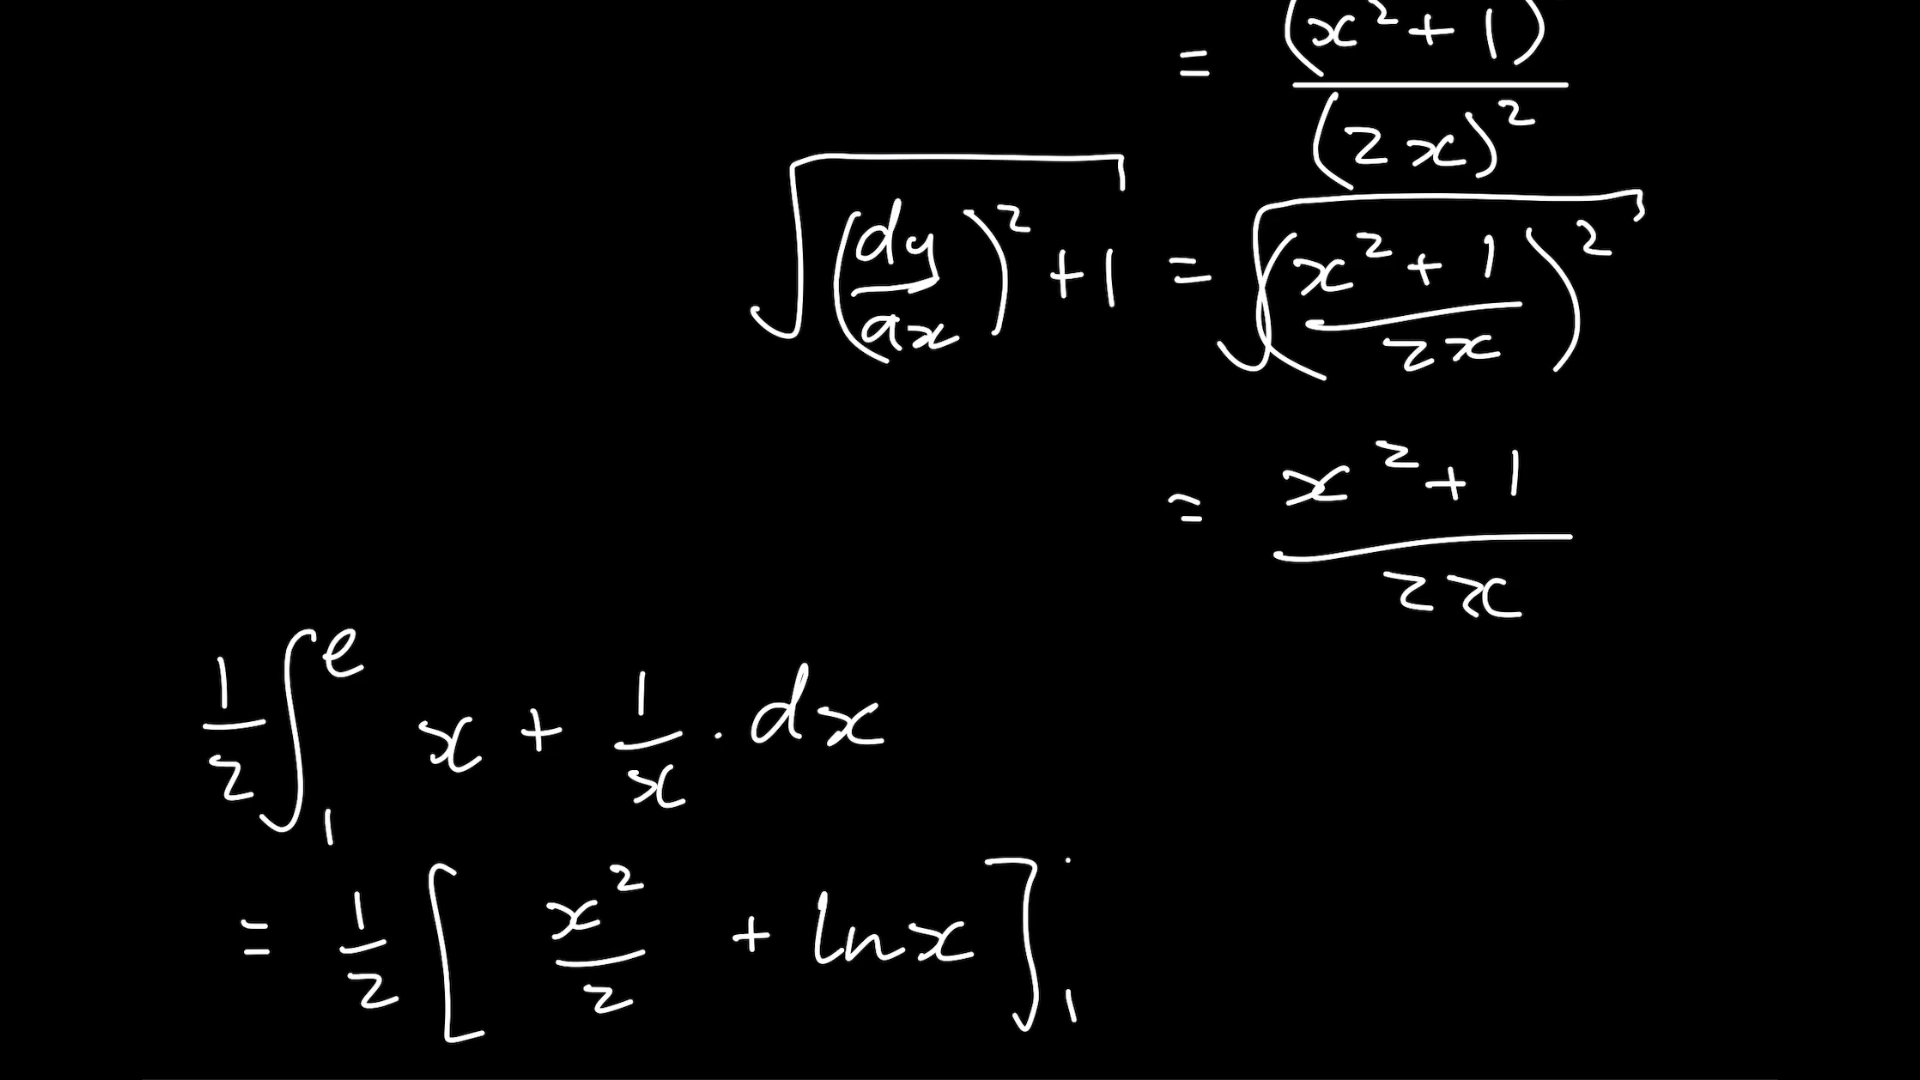 = (x² + 1) / (2x)²
√((dy/dx)² + 1) = √((x² + 1)/2x)²
= (x² + 1) / 2x
1/2 ∫₁ᵉ x + 1/x . dx
= 1/2 [ x²/2 + ln x ]₁